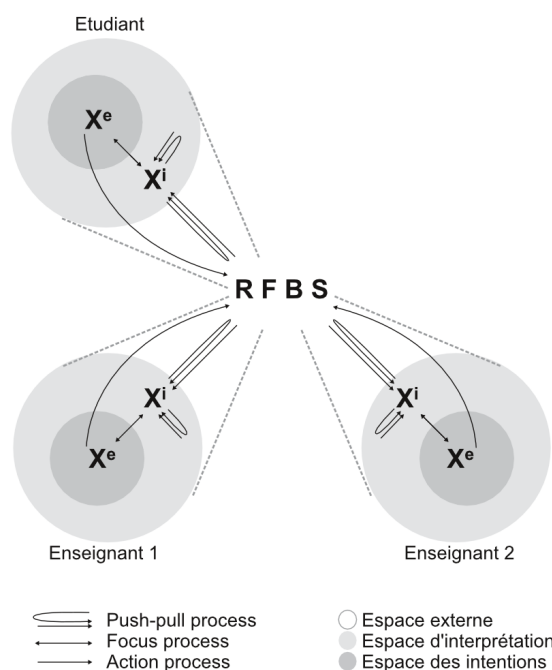 Etudiant
Xe
Xi
R F B S
Xi
Xi
Xe
Xe
Enseignant 1
Enseignant 2
Push-pull process
Focus process
Action process
Espace externe
Espace d'interprétation
Espace des intentions